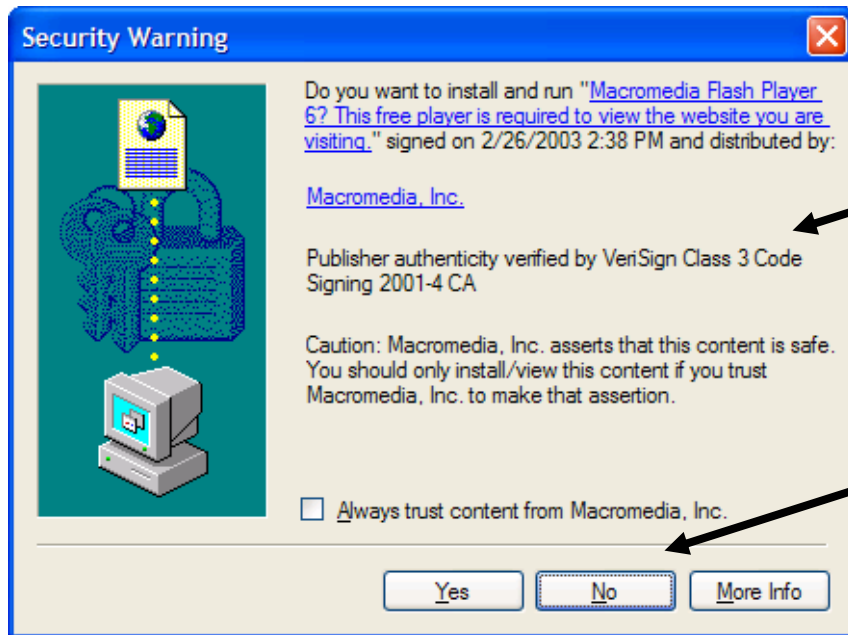 Security Warning
Do you want to install and run "Macromedia Flash Player
6? This free player is required to view the website you are
visiting." signed on 2/26/2003 2:38 PM and distributed by:
Macromedia, Inc.
Publisher authenticity verified by VeriSign Class 3 Code
Signing 2001-4 CA
Caution: Macromedia, Inc. asserts that this content is safe.
You should only install/view this content if you trust
Macromedia, Inc. to make that assertion.
Always trust content from Macromedia, Inc.
Yes No More Info